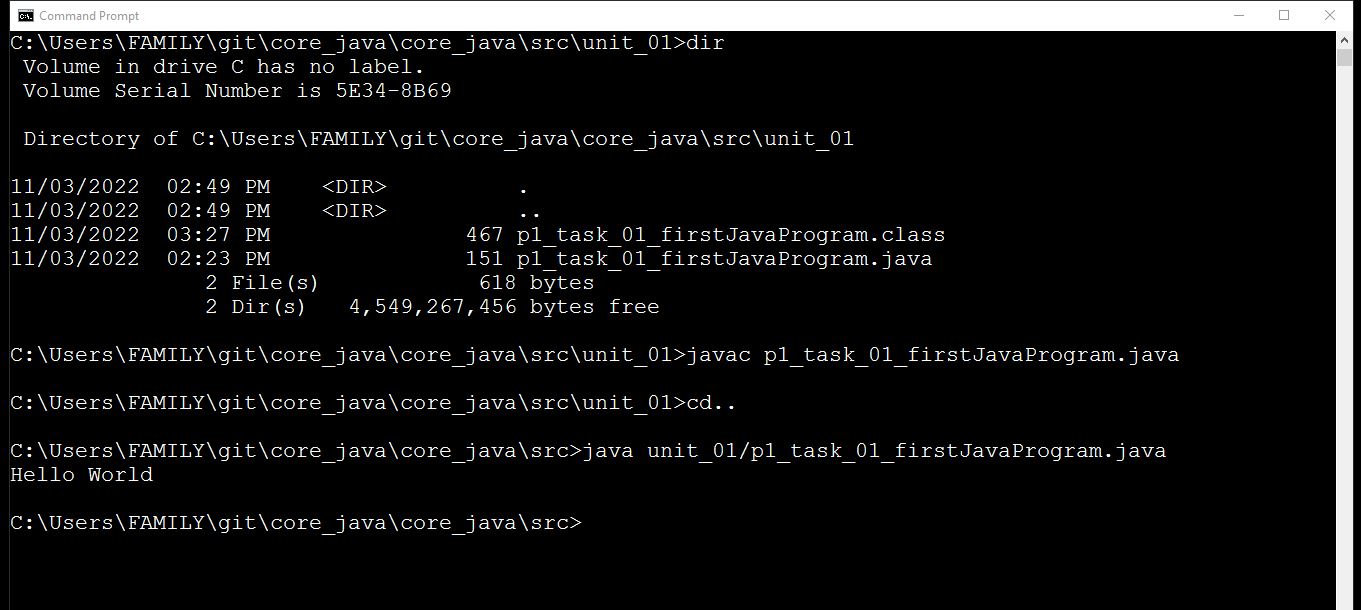 Command Prompt
C:\Users\FAMILY\git\core_java\core_java\src\unit_01>dir
 Volume in drive C has no label.
 Volume Serial Number is 5E34-8B69

 Directory of C:\Users\FAMILY\git\core_java\core_java\src\unit_01

11/03/2022  02:49 PM    <DIR>          .
11/03/2022  02:49 PM    <DIR>          ..
11/03/2022  03:27 PM               467 p1_task_01_firstJavaProgram.class
11/03/2022  02:23 PM               151 p1_task_01_firstJavaProgram.java
               2 File(s)            618 bytes
               2 Dir(s)   4,549,267,456 bytes free

C:\Users\FAMILY\git\core_java\core_java\src\unit_01>javac p1_task_01_firstJavaProgram.java

C:\Users\FAMILY\git\core_java\core_java\src\unit_01>cd..

C:\Users\FAMILY\git\core_java\core_java\src>java unit_01/p1_task_01_firstJavaProgram.java
Hello World

C:\Users\FAMILY\git\core_java\core_java\src>